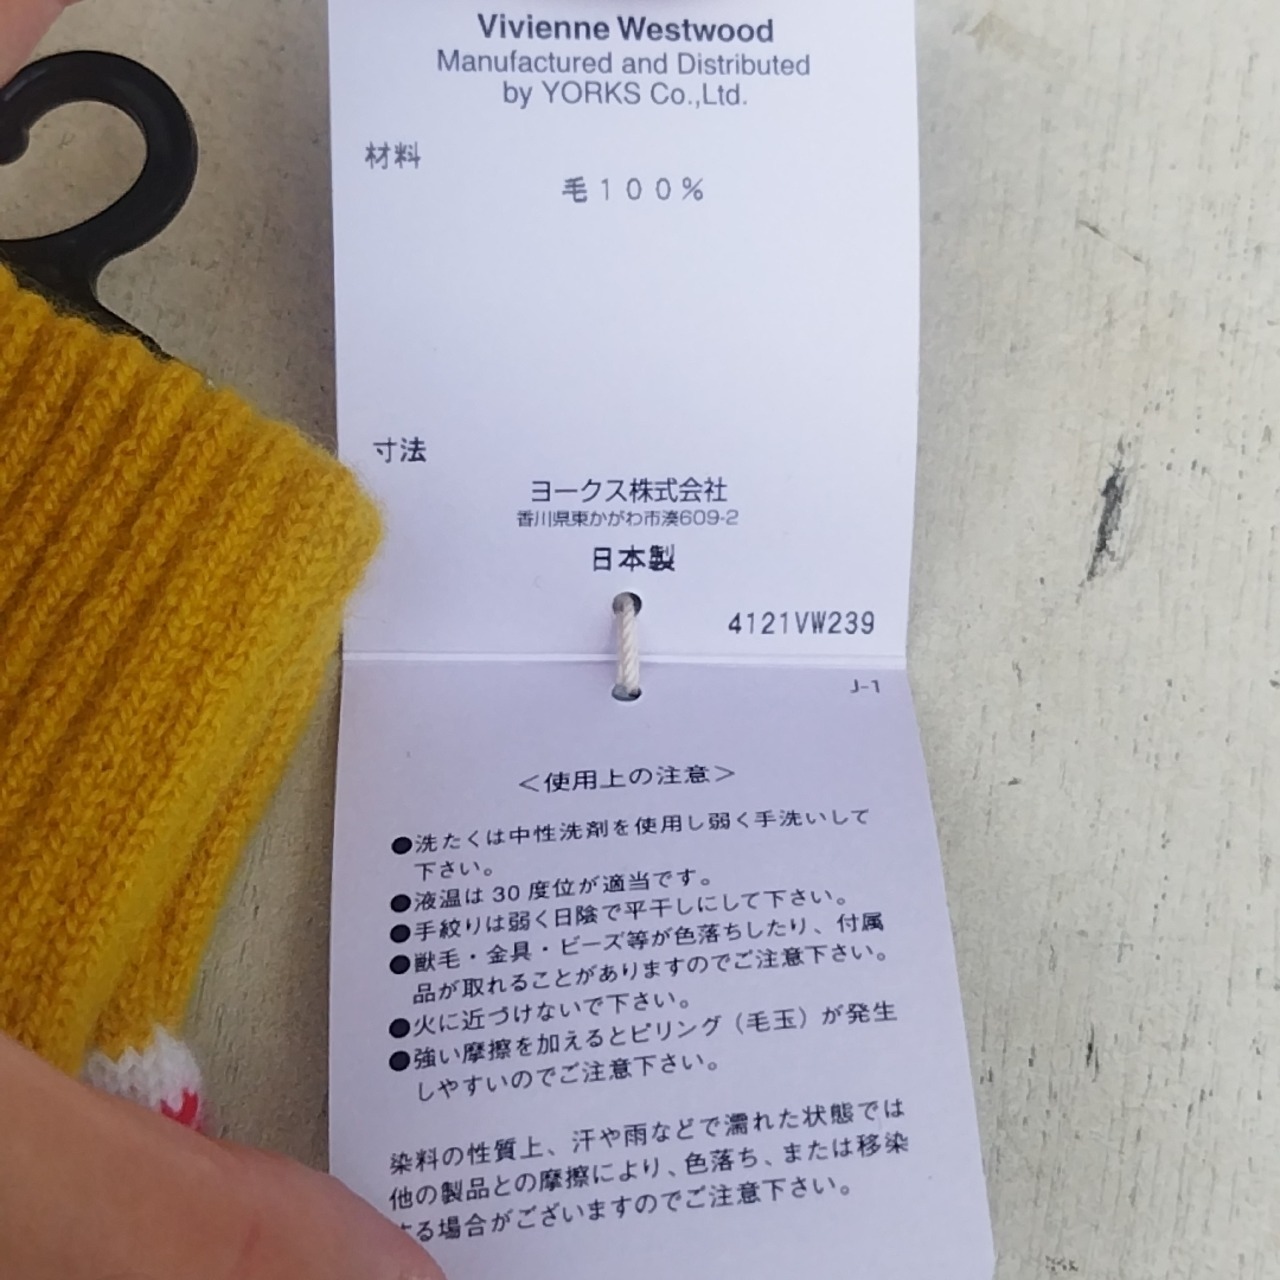 Vivienne Westwood
Manufactured and Distributed
by YORKS Co.,Ltd.
材料
毛１００％
寸法
ヨークス株式会社
香川県東かがわ市湊609-2
日本製
4121VW239
J-1
＜使用上の注意＞
●洗たくは中性洗剤を使用し弱く手洗いして
下さい。
●液温は 30 度位が適当です。
●手絞りは弱く日陰で平干しにして下さい。
●獣毛・金具・ビーズ等が色落ちしたり、付属
品が取れることがありますのでご注意下さい。
●火に近づけないで下さい。
●強い摩擦を加えるとピリング（毛玉）が発生
しやすいのでご注意下さい。
染料の性質上、汗や雨などで濡れた状態では
他の製品との摩擦により、色落ち、または移染
する場合がございますのでご注意下さい。